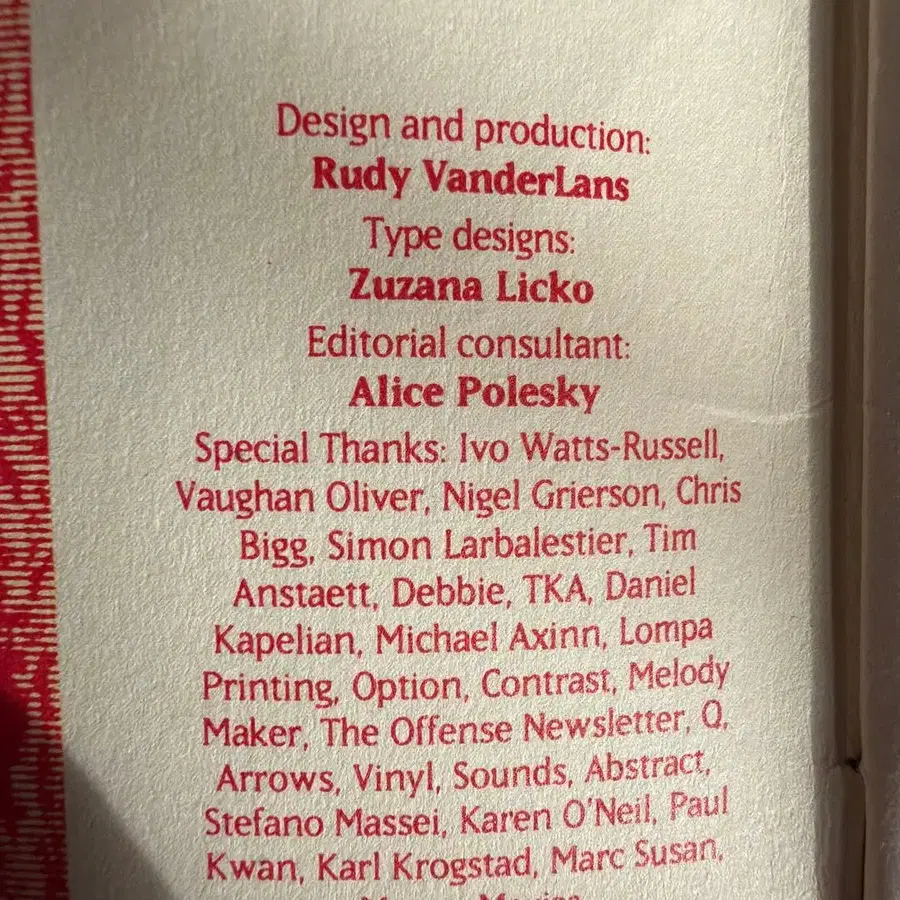 Design and production:
Rudy VanderLans
Type designs:
Zuzana Licko
Editorial consultant:
Alice Polesky
Special Thanks: Ivo Watts-Russell,
Vaughan Oliver, Nigel Grierson, Chris
Bigg, Simon Larbalestier, Tim
Anstaett, Debbie, TKA, Daniel
Kapelian, Michael Axinn, Lompa
Printing, Option, Contrast, Melody
Maker, The Offense Newsletter, Q,
Arrows, Vinyl, Sounds, Abstract,
Stefano Massei, Karen O'Neil, Paul
Kwan, Karl Krogstad, Marc Susan,